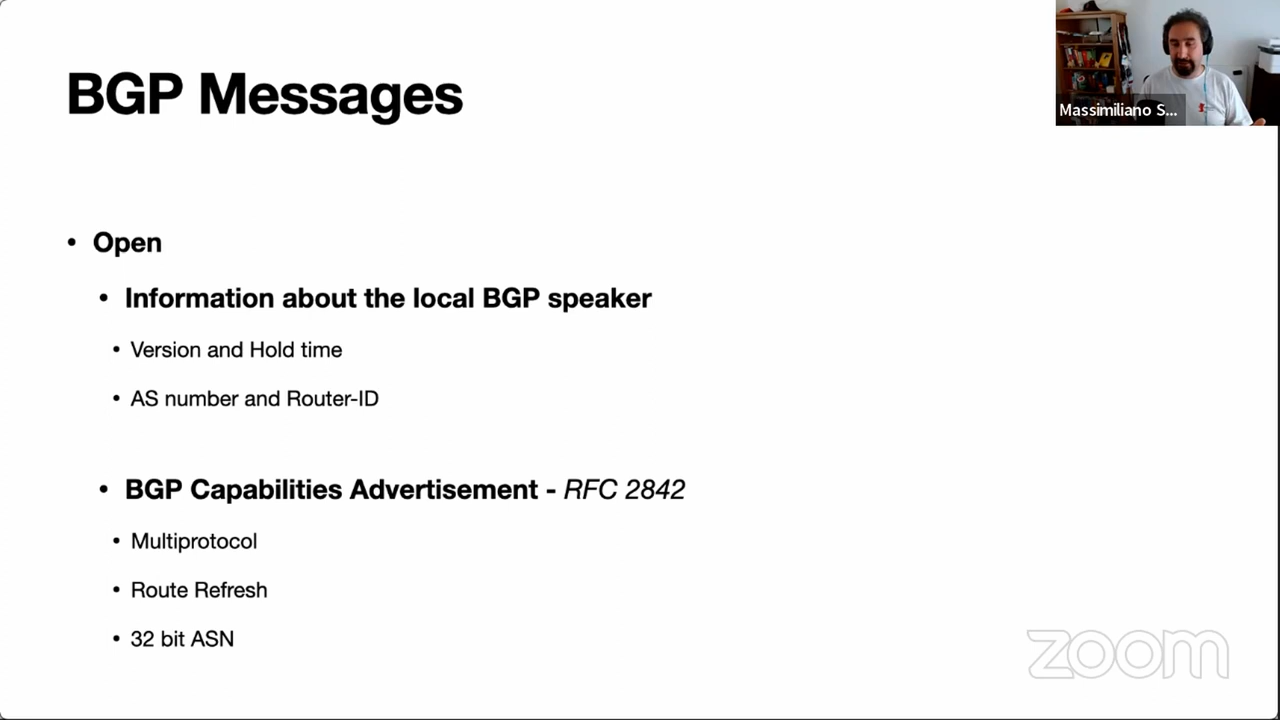 BGP Messages
Massimiliano S...
• Open
• Information about the local BGP speaker
• Version and Hold time
• AS number and Router-ID
• BGP Capabilities Advertisement - RFC 2842
• Multiprotocol
• Route Refresh
• 32 bit ASN
zoom